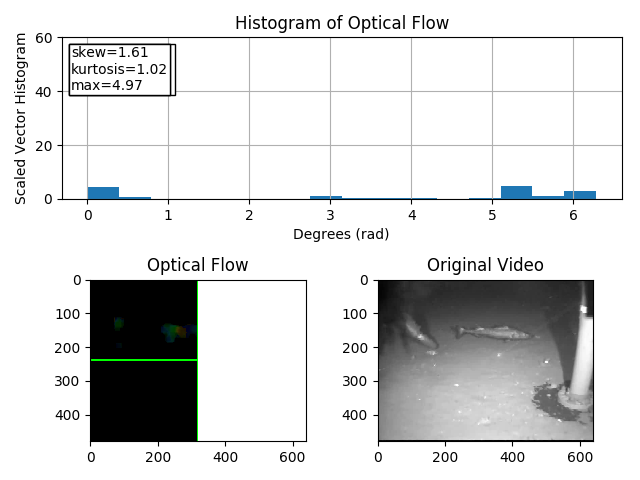 Histogram of Optical Flow
Scaled Vector Histogram
60
40
20
0
skew=1.61
kurtosis=1.02
max=4.97
0 1 2 3 4 5 6
Degrees (rad)
Optical Flow
0
100
200
300
400
0 200 400 600
Original Video
0
100
200
300
400
0 200 400 600